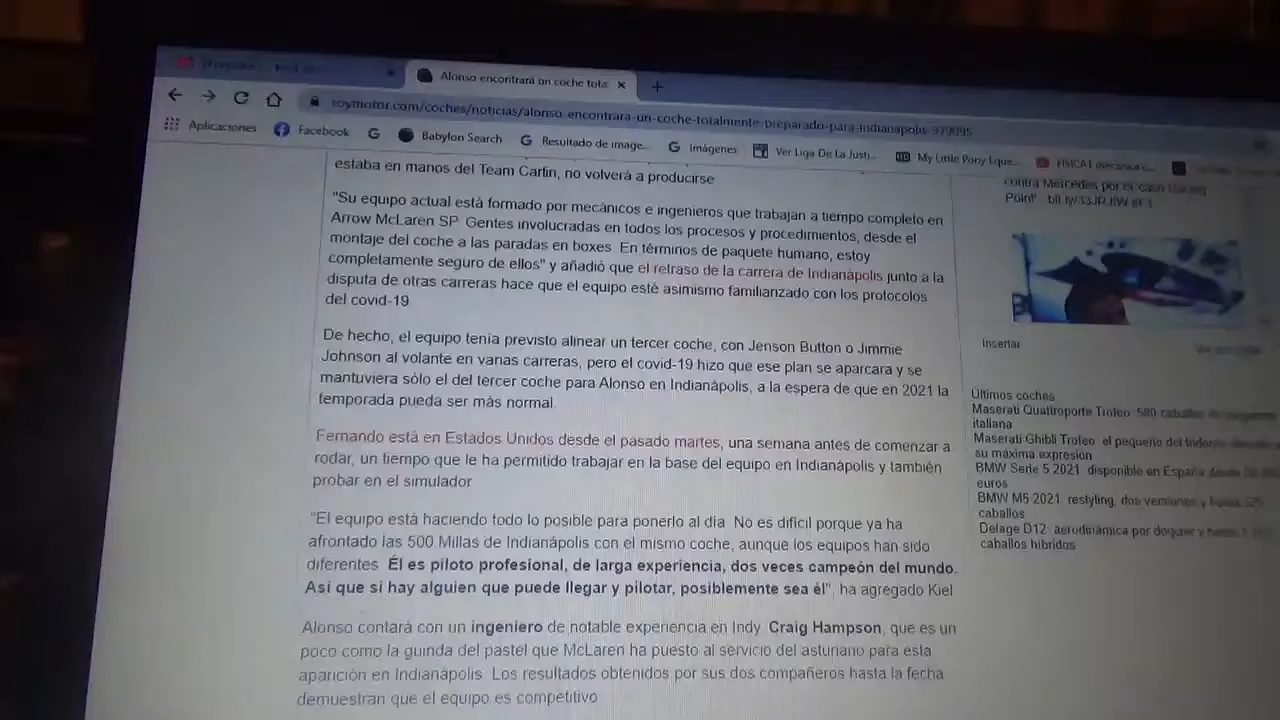 Alonso encontrará un coche tota
soymotor.com/coches/noticias/alonso-encontrara-un-coche-totalmente-preparado-para-indianapolis-979095
Aplicaciones Facebook Babylon Search Resultado de image... Imágenes Ver Liga De La Justi... My Little Pony Eque... FISICA I mecanica
estaba en manos del Team Carlin, no volverá a producirse
"Su equipo actual está formado por mecánicos e ingenieros que trabajan a tiempo completo en
Arrow McLaren SP. Gentes involucradas en todos los procesos y procedimientos, desde el
montaje del coche a las paradas en boxes. En términos de paquete humano, estoy
completamente seguro de ellos" y añadió que el retraso de la carrera de Indianápolis junto a la
disputa de otras carreras hace que el equipo esté asimismo familiarizado con los protocolos
del covid-19
De hecho, el equipo tenía previsto alinear un tercer coche, con Jenson Button o Jimmie
Johnson al volante en varias carreras, pero el covid-19 hizo que ese plan se aparcara y se
mantuviera sólo el del tercer coche para Alonso en Indianápolis, a la espera de que en 2021 la
temporada pueda ser más normal.
Fernando está en Estados Unidos desde el pasado martes, una semana antes de comenzar a
rodar, un tiempo que le ha permitido trabajar en la base del equipo en Indianápolis y también
probar en el simulador
"El equipo está haciendo todo lo posible para ponerlo al día. No es difícil porque ya ha
afrontado las 500 Millas de Indianápolis con el mismo coche, aunque los equipos han sido
diferentes. Él es piloto profesional, de larga experiencia, dos veces campeón del mundo.
Así que si hay alguien que puede llegar y pilotar, posiblemente sea él", ha agregado Kiel
Alonso contará con un ingeniero de notable experiencia en Indy. Craig Hampson, que es un
poco como la guinda del pastel que McLaren ha puesto al servicio del asturiano para esta
aparición en Indianápolis. Los resultados obtenidos por sus dos compañeros hasta la fecha
demuestran que el equipo es competitivo
contra Mercedes por el caso
Point'
Insertar
Últimos coches
Maserati Quattroporte Trofeo: 580 caballos de
italiana
Maserati Ghibli Trofeo: el pequeño del tridente
su máxima expresión
BMW Serie 5 2021: disponible en España desde
euros
BMW M5 2021: restyling, dos versiones y hasta
caballos
Delage D12: aerodinámica por doquier y hasta
caballos híbridos